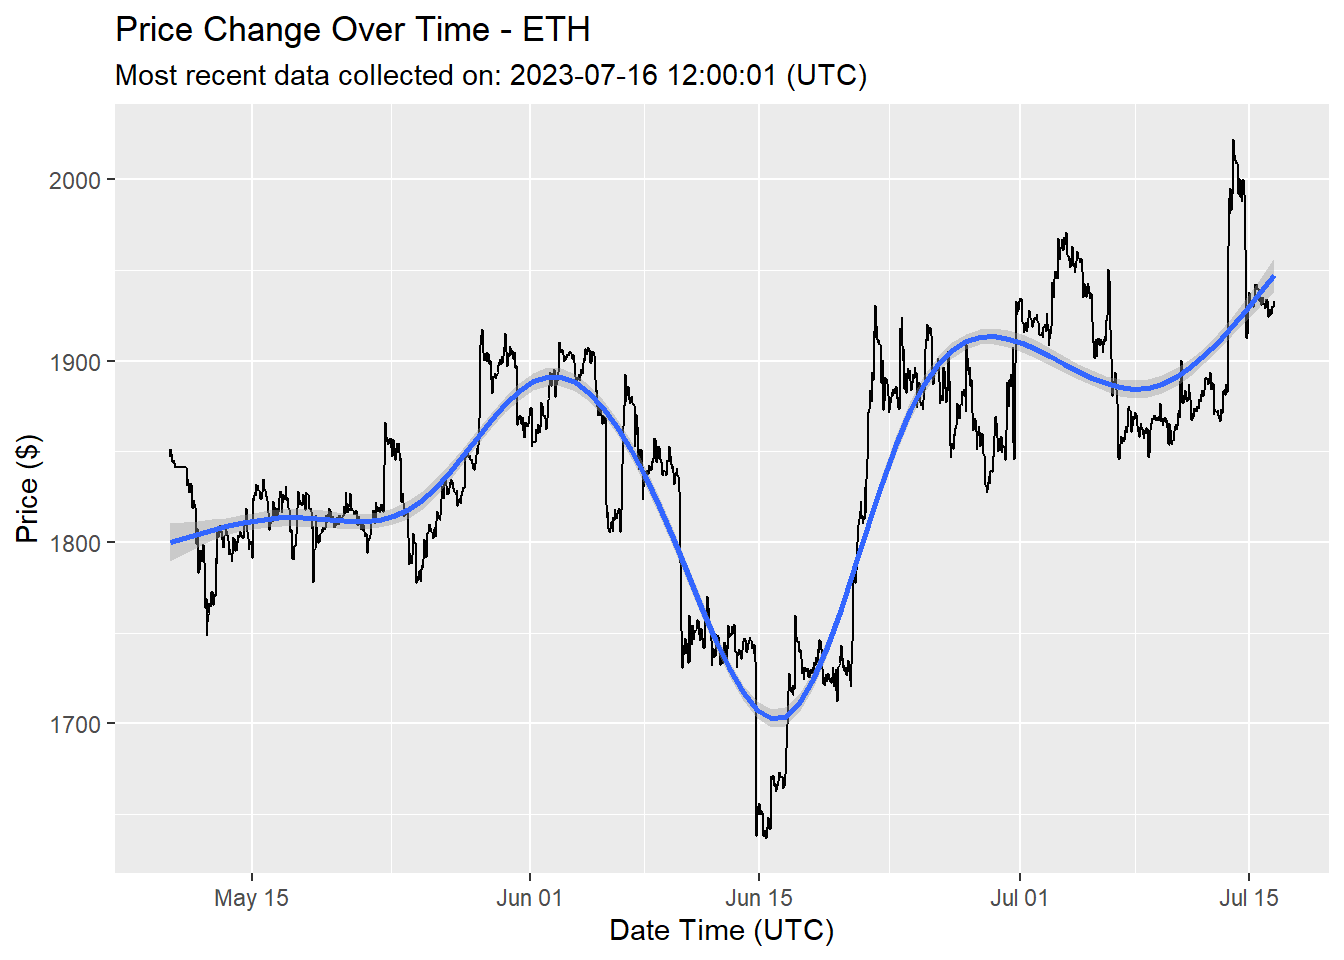 Price Change Over Time - ETH
Most recent data collected on: 2023-07-16 12:00:01 (UTC)
2000
1900
1800
1700
Price ($)
May 15
Jun 01
Jun 15
Jul 01
Jul 15
Date Time (UTC)